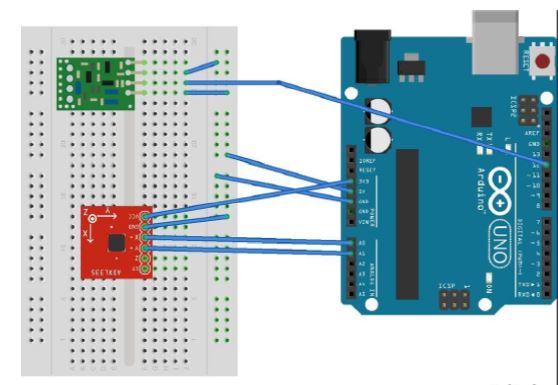 Z Y
X
VCC
GND
X
Y
Z
ADXL335
RESET
ICSP2
AREF
GND
13
12
~11
~10
~9
8
TX
RX
L
IOREF
RESET
3V3
5V
GND
GND
VIN
POWER
Arduino™
UNO
DIGITAL (PWM~)
7
~6
~5
4
~3
2
TX→1
RX←0
A0
A1
A2
A3
A4
A5
ANALOG IN
ICSP
1
ON